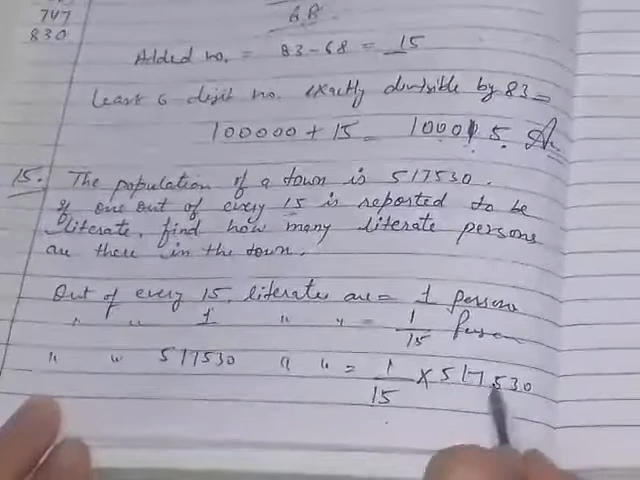 747
830
68
Added no. = 83-68 = 15
Least 6 digit no. exactly divisible by 83 =
100000 + 15 = 100015. Ans
15. The population of a town is 517530.
If one out of every 15 is reported to be
literate, find how many literate persons
are there in the town.
Out of every 15, literates are = 1 person
" " 1 " " = 1/15 Person
" " 517530 " " = 1/15 × 517530